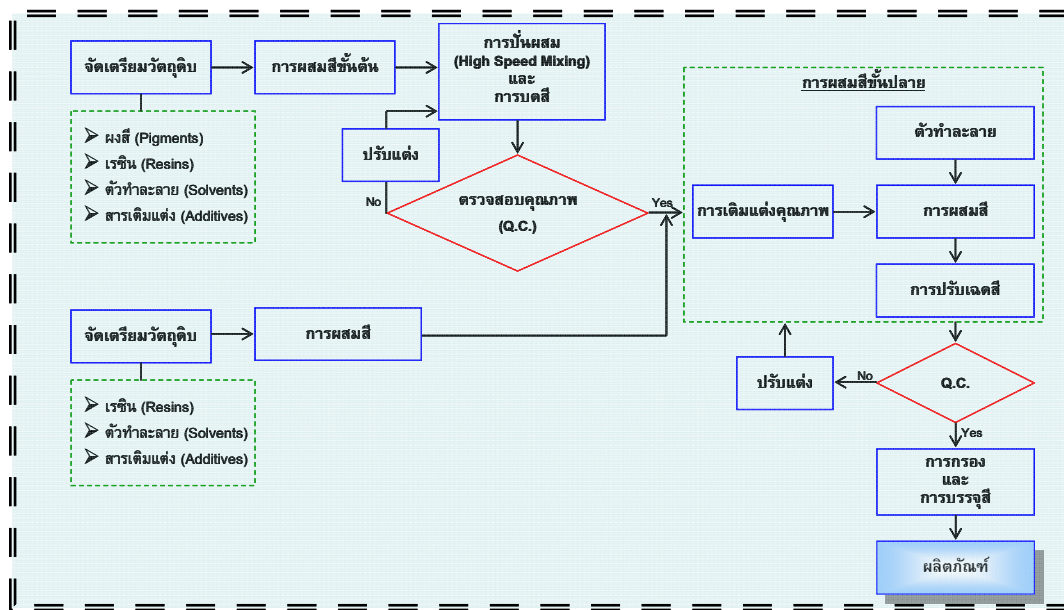 จัดเตรียมวัตถุดิบ
การผสมสีขั้นต้น
การปั่นผสม
(High Speed Mixing)
และ
การบดสี
ผงสี (Pigments)
เรซิน (Resins)
ตัวทำละลาย (Solvents)
สารเติมแต่ง (Additives)
ปรับแต่ง
No
ตรวจสอบคุณภาพ
(Q.C.)
Yes
การผสมสีขั้นปลาย
ตัวทำละลาย
การเติมแต่งคุณภาพ
การผสมสี
การปรับเฉดสี
จัดเตรียมวัตถุดิบ
การผสมสี
เรซิน (Resins)
ตัวทำละลาย (Solvents)
สารเติมแต่ง (Additives)
ปรับแต่ง
No
Q.C.
Yes
การกรอง
และ
การบรรจุสี
ผลิตภัณฑ์